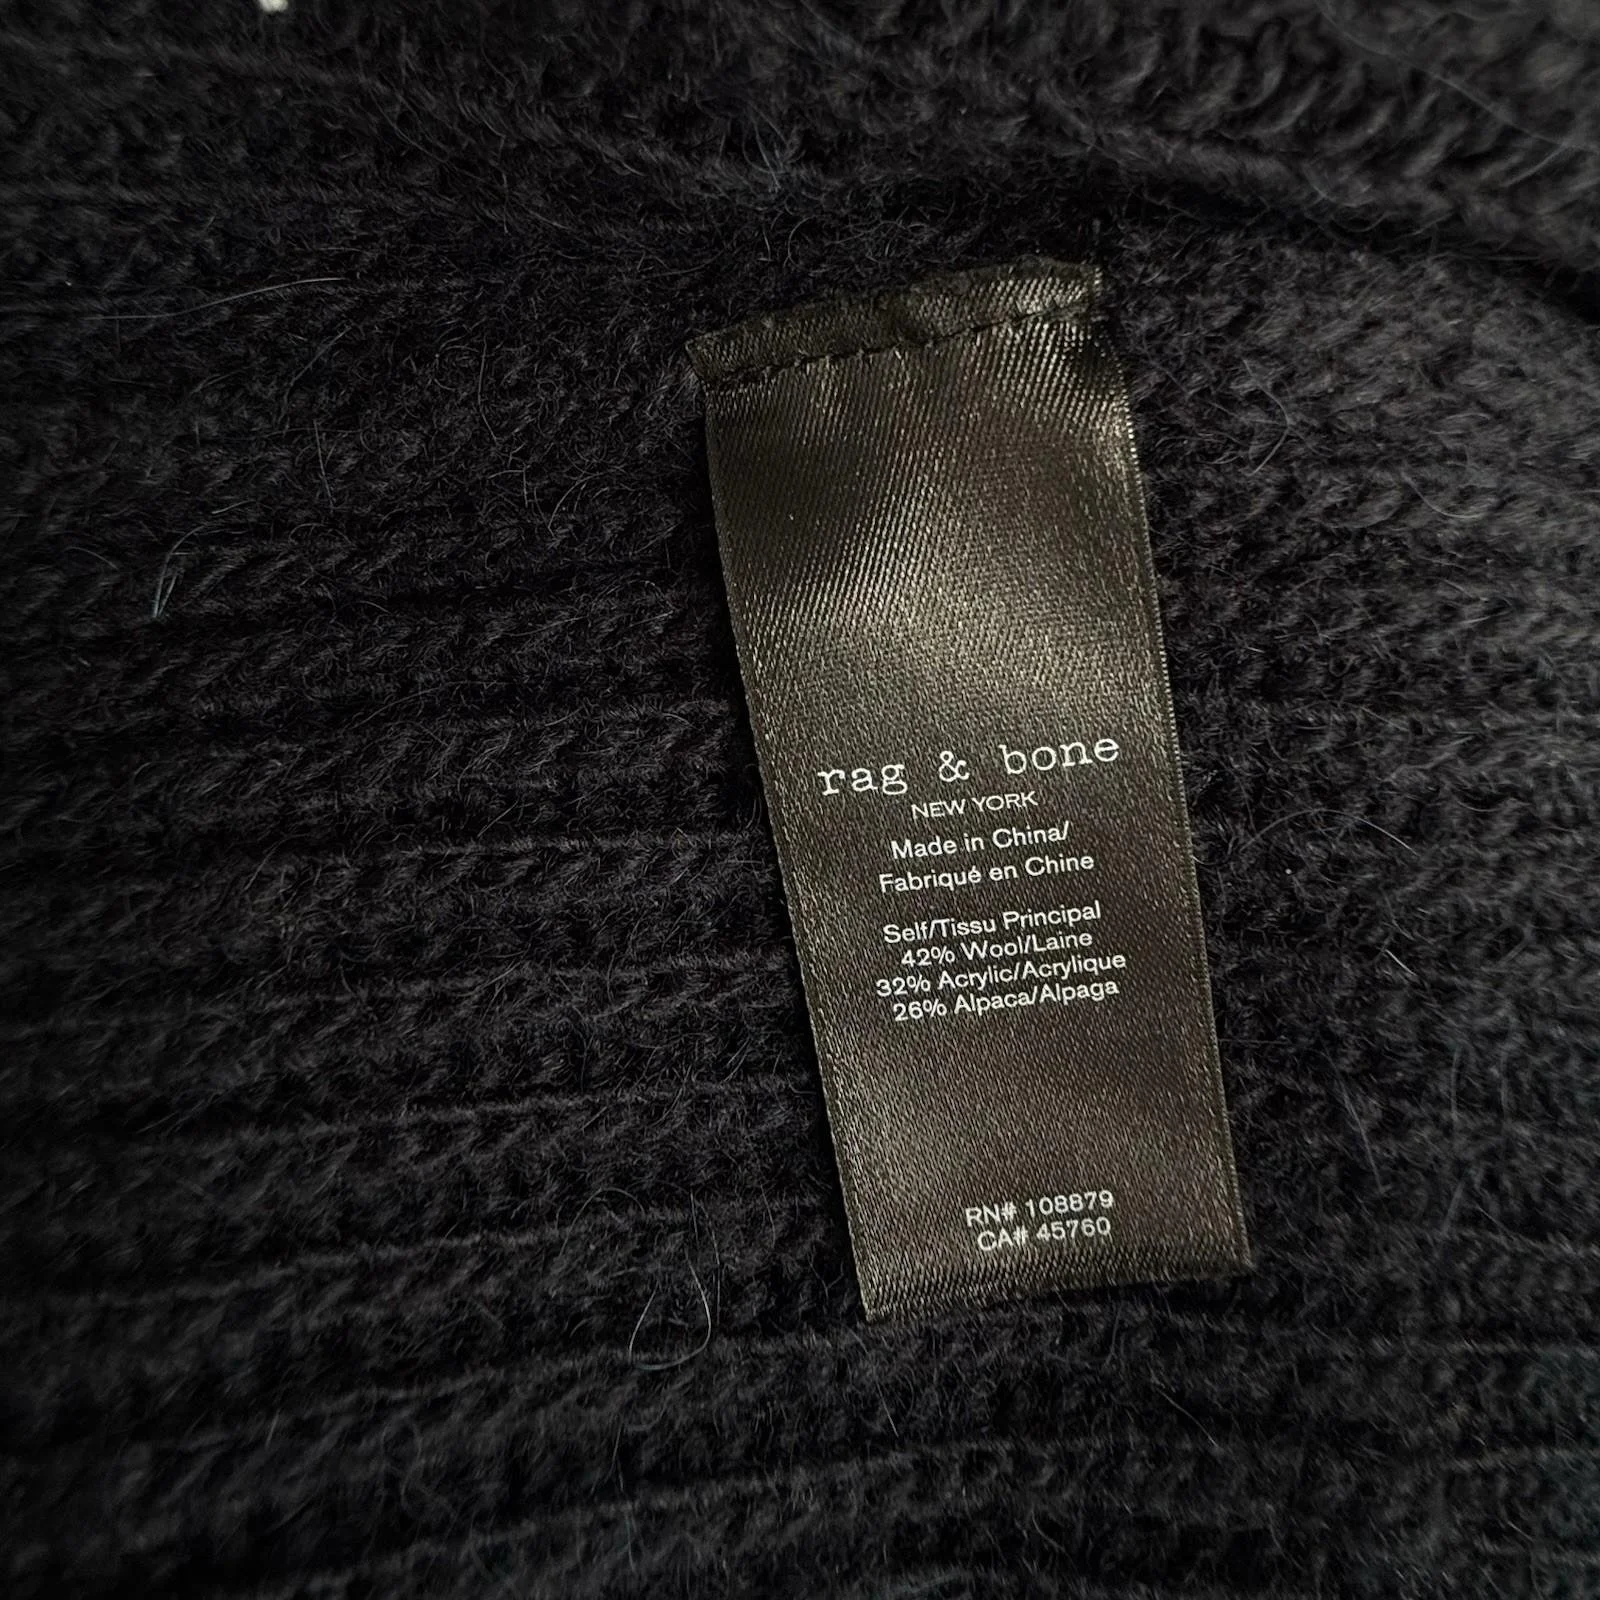 rag & bone
NEW YORK
Made in China/
Fabriqué en Chine
Self/Tissu Principal
42% Wool/Laine
32% Acrylic/Acrylique
26% Alpaca/Alpaga
RN# 108879
CA# 45760